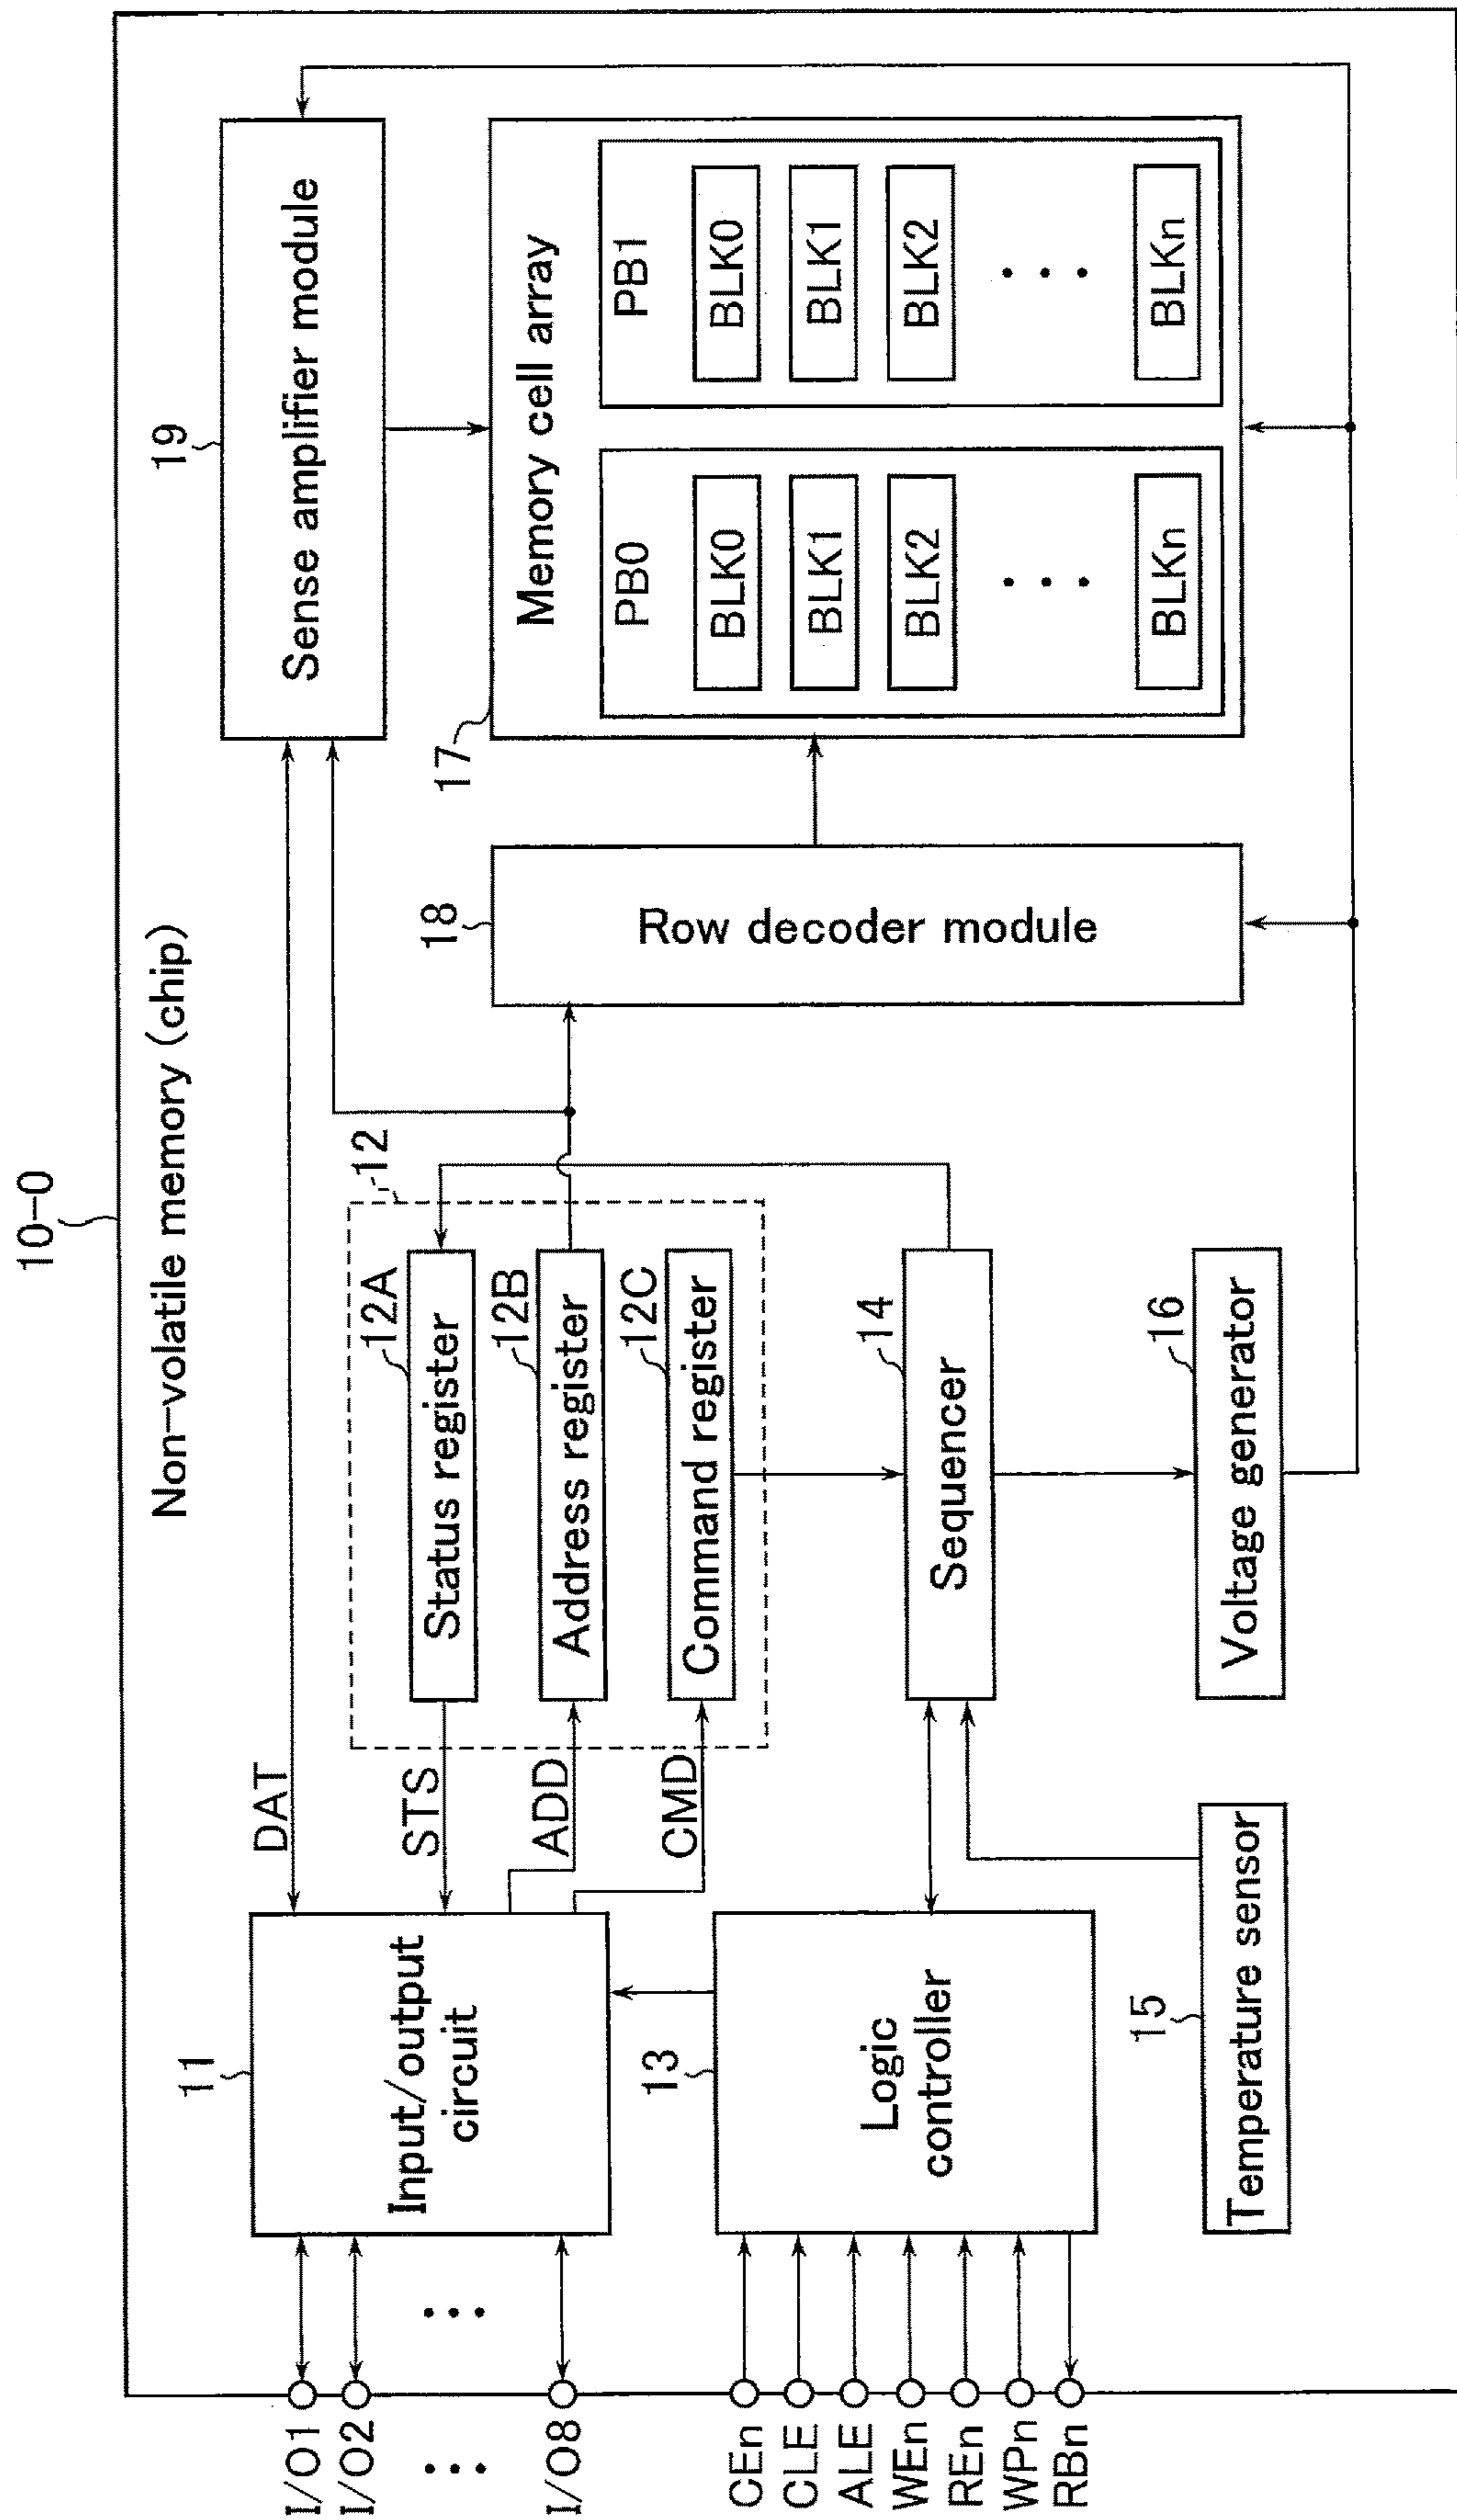 10-0
Non-volatile memory (chip)
I/O1
I/O2
I/O8
CEn
CLE
ALE
WEn
REn
WPn
RBn
11
Input/output
circuit
13
Logic
controller
15
Temperature sensor
DAT
STS
ADD
CMD
12
12A
Status register
12B
Address register
12C
Command register
14
Sequencer
16
Voltage generator
18
Row decoder module
19
Sense amplifier module
17
Memory cell array
PB0
BLK0
BLK1
BLK2
BLKn
PB1
BLK0
BLK1
BLK2
BLKn